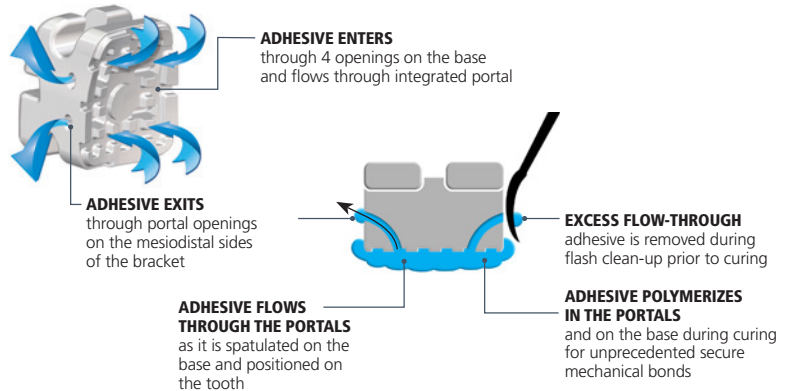 ADHESIVE ENTERS
through 4 openings on the base
and flows through integrated portal
ADHESIVE EXITS
through portal openings
on the mesiodistal sides
of the bracket
EXCESS FLOW-THROUGH
adhesive is removed during
flash clean-up prior to curing
ADHESIVE FLOWS
THROUGH THE PORTALS
as it is spatulated on the
base and positioned on
the tooth
ADHESIVE POLYMERIZES
IN THE PORTALS
and on the base during curing
for unprecedented secure
mechanical bonds